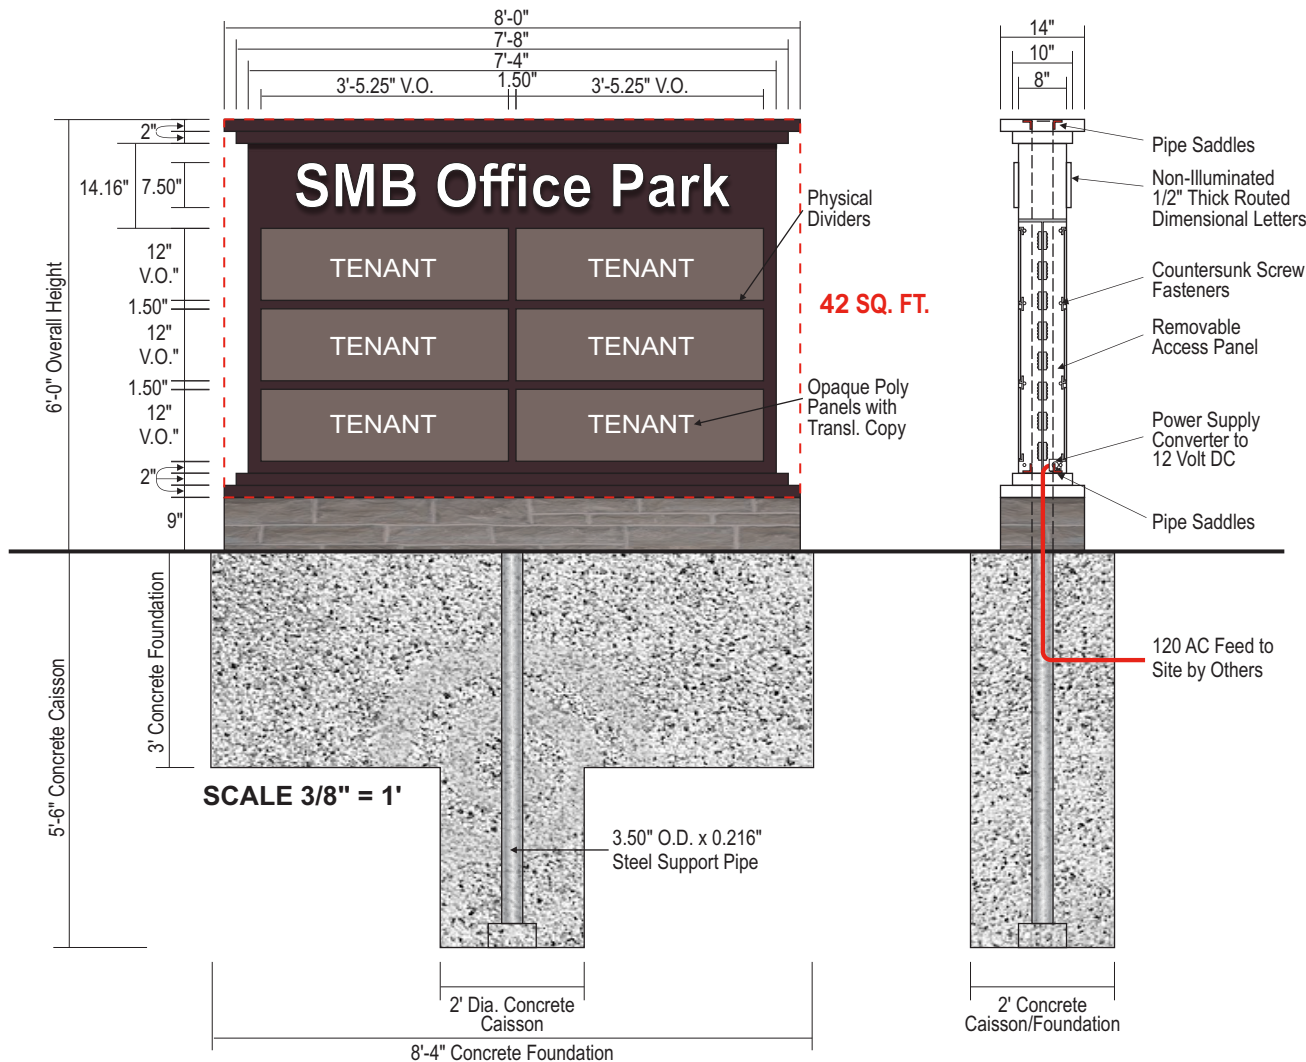 8'-0"
7'-8"
7'-4"
3'-5.25" V.O.
1.50"
3'-5.25" V.O.
14"
10"
8"
2"
14.16"
7.50"
12"
V.O."
1.50"
12"
V.O."
1.50"
12"
V.O."
2"
9"
6'-0" Overall Height
SMB Office Park
TENANT
TENANT
TENANT
TENANT
TENANT
TENANT
Physical
Dividers
42 SQ. FT.
Opaque Poly
Panels with
Transl. Copy
Pipe Saddles
Non-Illuminated
1/2" Thick Routed
Dimensional Letters
Countersunk Screw
Fasteners
Removable
Access Panel
Power Supply
Converter to
12 Volt DC
Pipe Saddles
120 AC Feed to
Site by Others
3' Concrete Foundation
5'-6" Concrete Caisson
SCALE 3/8" = 1'
3.50" O.D. x 0.216"
Steel Support Pipe
2' Dia. Concrete
Caisson
8'-4" Concrete Foundation
2' Concrete
Caisson/Foundation